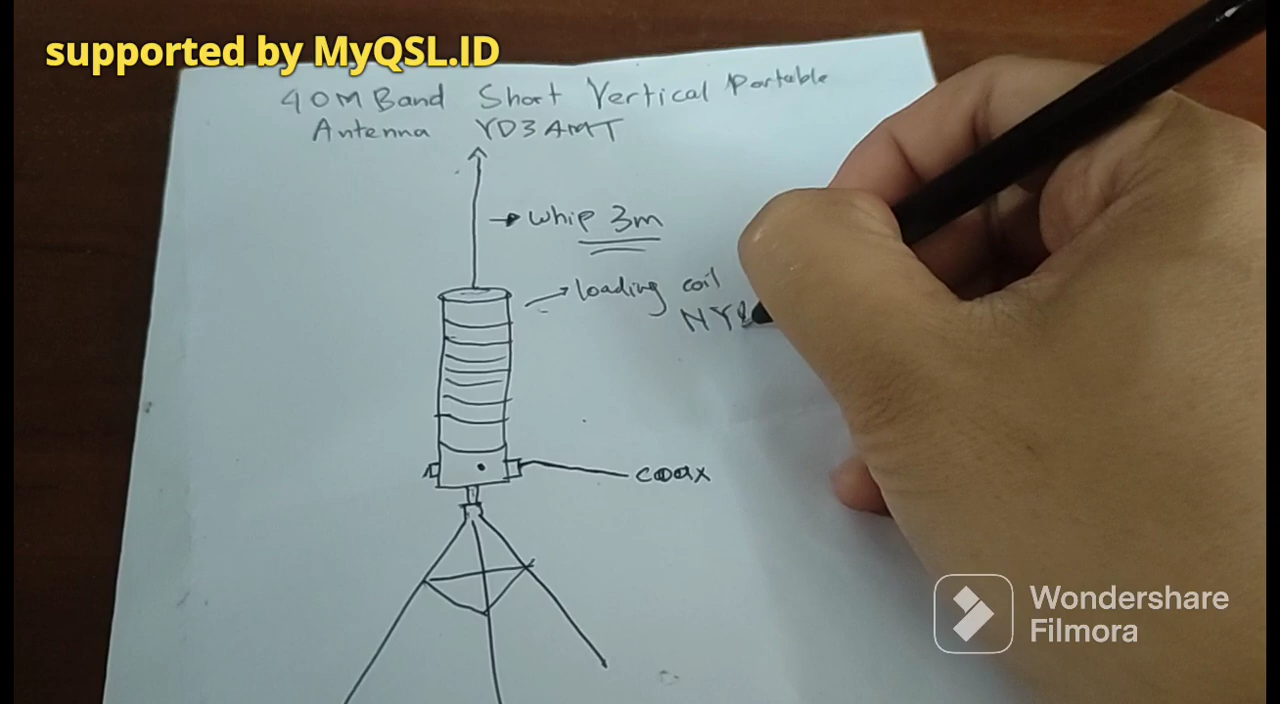 supported by MyQSL.ID
40M Band Short Vertical Portable
Antenna YD3AMT
whip 3m
loading coil
coax
Wondershare
Filmora